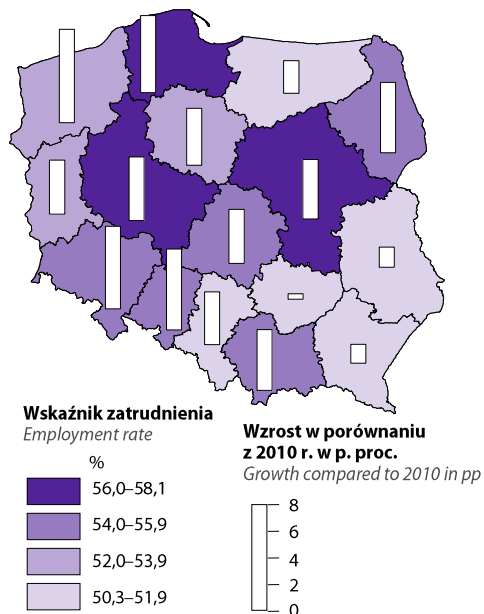 Wskaźnik zatrudnienia
Employment rate
%
56,0–58,1
54,0–55,9
52,0–53,9
50,3–51,9
Wzrost w porównaniu
z 2010 r. w p. proc.
Growth compared to 2010 in pp
8
6
4
2
0